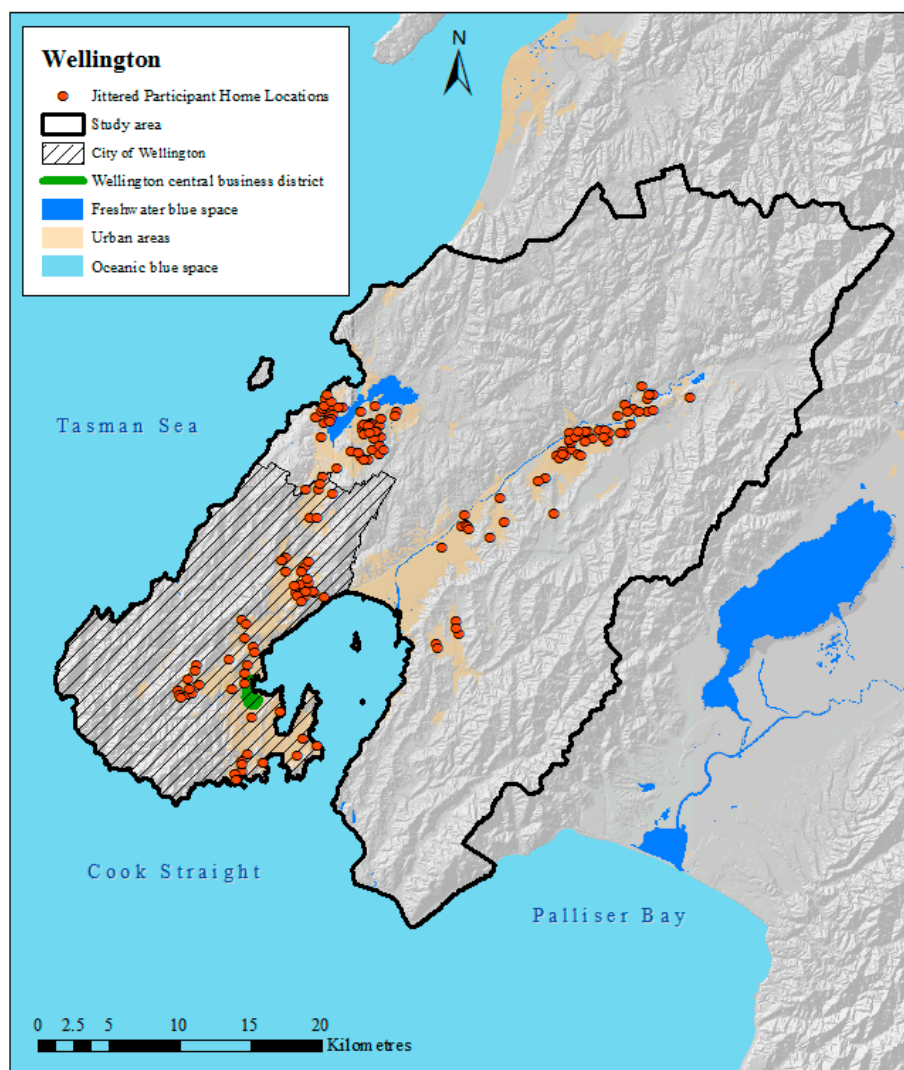 Wellington
Jittered Participant Home Locations
Study area
City of Wellington
Wellington central business district
Freshwater blue space
Urban areas
Oceanic blue space
N
Tasman Sea
Cook Straight
Palliser Bay
0 2.5 5 10 15 20
Kilometres